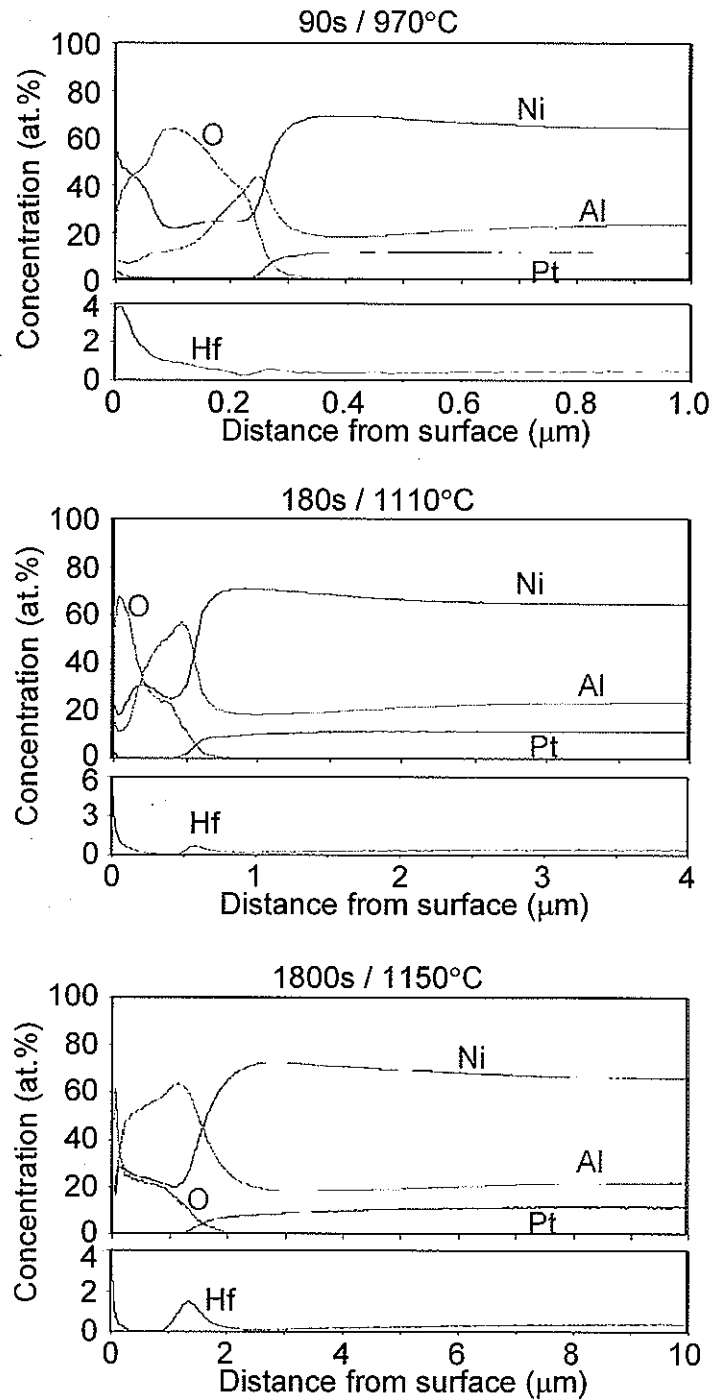 90s / 970°C
Concentration (at.%)
100
80
60
40
20
0
O
Ni
Al
Pt
4
2
0
Hf
0
0.2
0.4
0.6
0.8
1.0
Distance from surface (μm)
180s / 1110°C
Concentration (at.%)
100
80
60
40
20
0
O
Ni
Al
Pt
6
3
0
Hf
0
1
2
3
4
Distance from surface (μm)
1800s / 1150°C
Concentration (at.%)
100
80
60
40
20
0
Ni
Al
O
Pt
4
2
0
Hf
0
2
4
6
8
10
Distance from surface (μm)